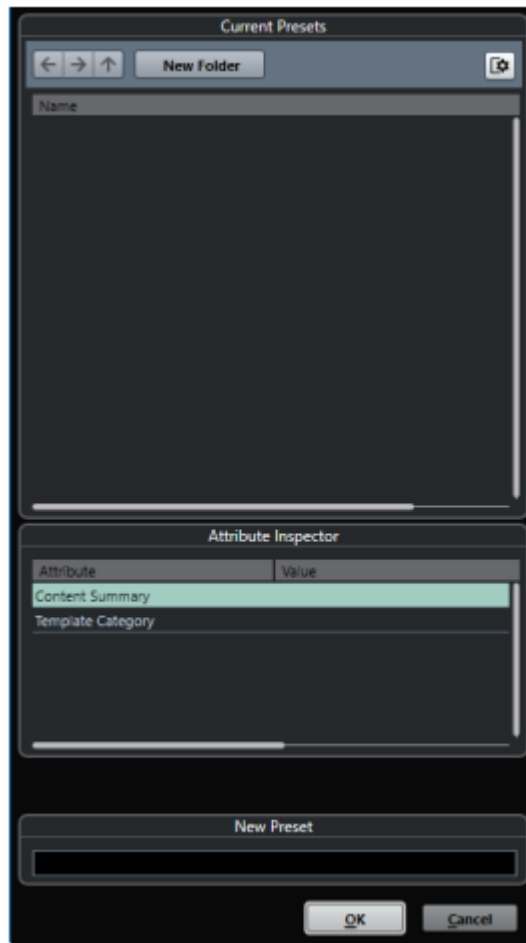 Current Presets
New Folder
Name
Attribute Inspector
Attribute Value
Content Summary
Template Category
New Preset
OK Cancel